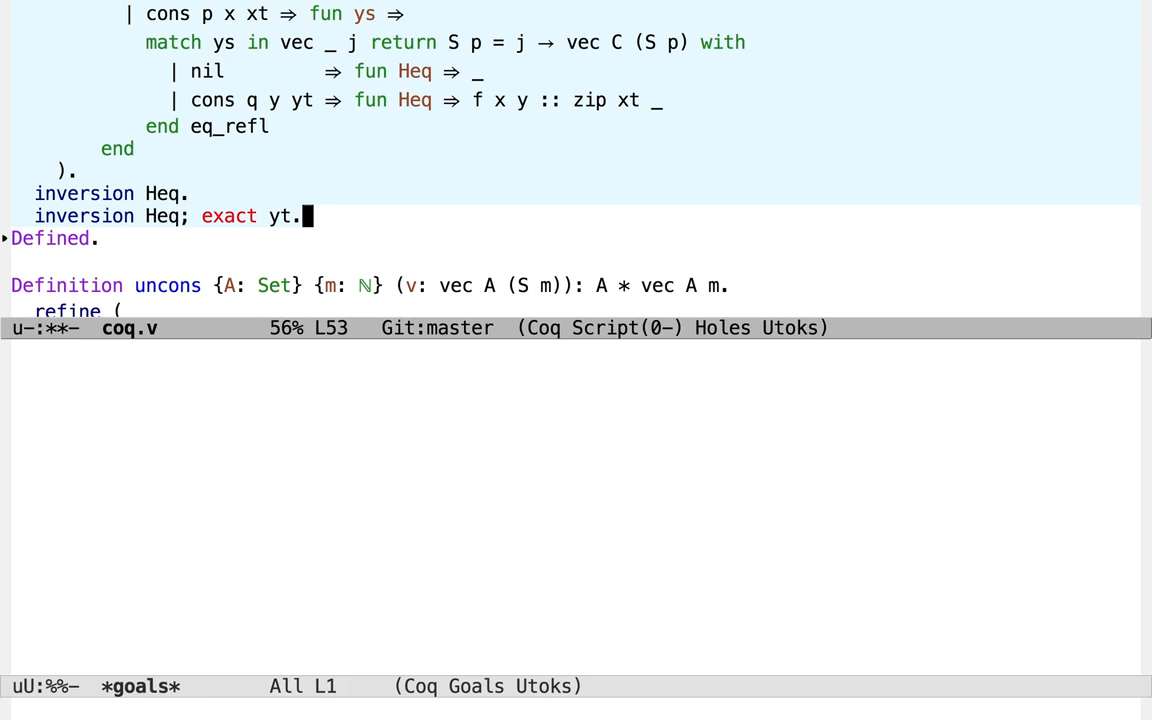 | cons p x xt ⇒ fun ys ⇒
match ys in vec _ j return S p = j → vec C (S p) with
| nil ⇒ fun Heq ⇒ _
| cons q y yt ⇒ fun Heq ⇒ f x y :: zip xt _
end eq_refl
end
).
inversion Heq.
inversion Heq; exact yt.
Defined.
Definition uncons {A: Set} {m: ℕ} (v: vec A (S m)): A * vec A m.
refine (
u-:**- coq.v 56% L53 Git:master (Coq Script(0-) Holes Utoks)
uU:%%- *goals* All L1 (Coq Goals Utoks)